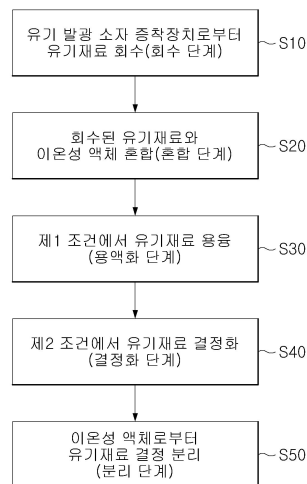 유기 발광 소자 증착장치로부터
유기재료 회수(회수 단계)
S10
회수된 유기재료와
이온성 액체 혼합(혼합 단계)
S20
제1 조건에서 유기재료 용융
(용액화 단계)
S30
제2 조건에서 유기재료 결정화
(결정화 단계)
S40
이온성 액체로부터
유기재료 결정 분리
(분리 단계)
S50